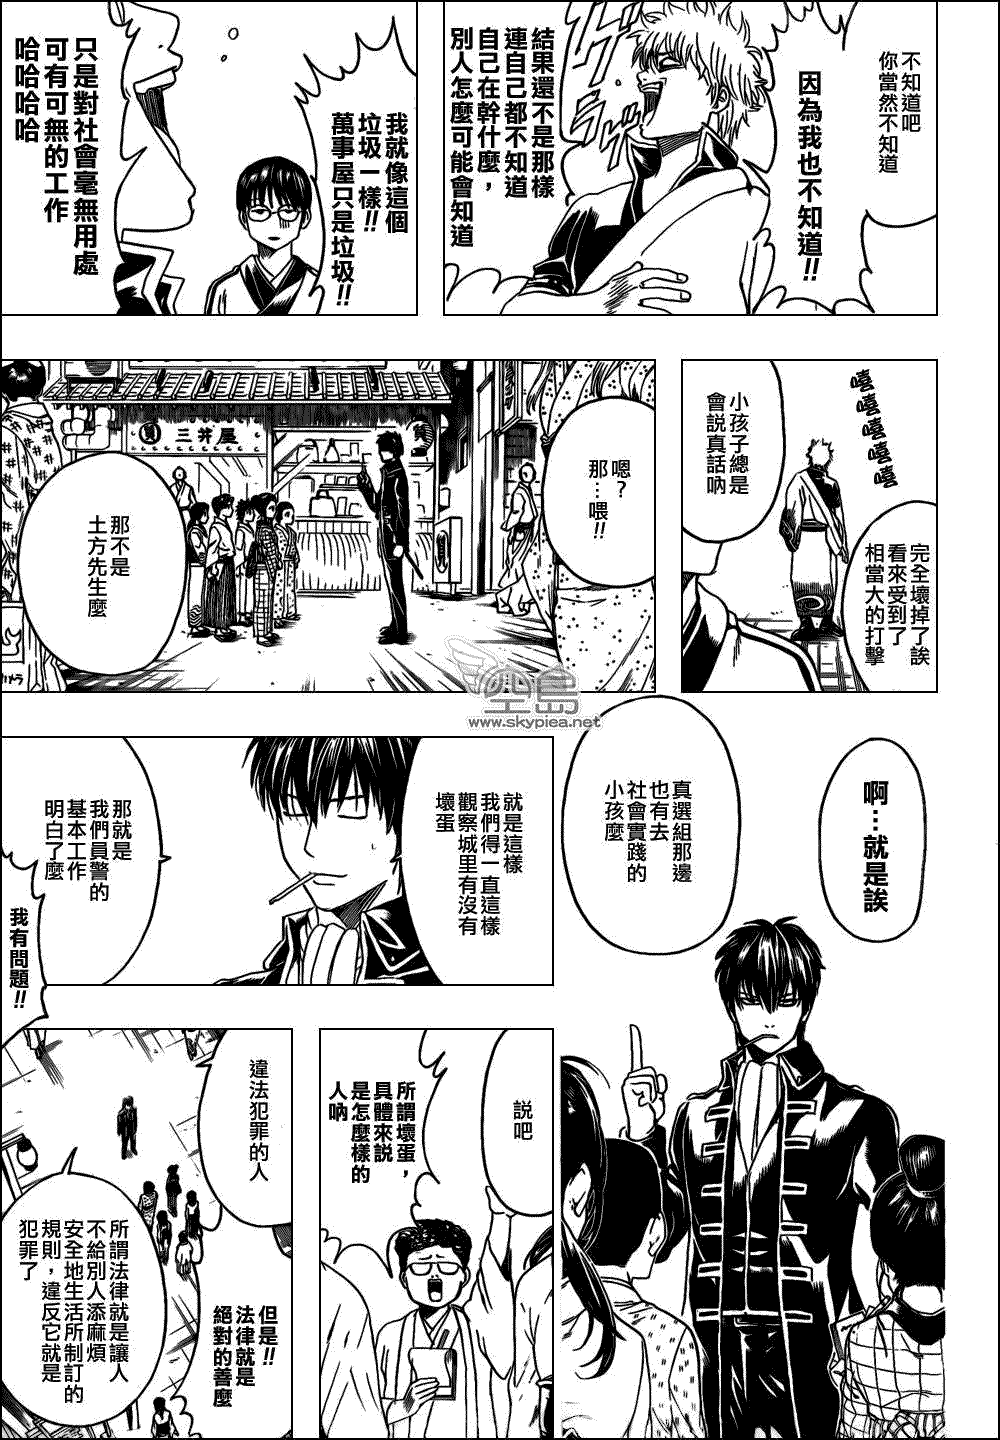 不知道吧
你當然不知道
因為我也不知道!!
結果還不是那樣
連自己都不知道
自己在幹什麼，
別人怎麼可能會知道
我就像這個
垃圾一樣!!
萬事屋只是垃圾!!
只是對社會毫無用處
可有可無的工作
哈哈哈哈
嘻嘻嘻嘻嘻
小孩子總是
會説真話吶
完全壞掉了誒
看來受到了
相當大的打擊
嗯?
那…喂!!
三井屋
那不是
土方先生麼
空島
www.skypiea.net
啊…就是誒
真選組那邊
也有去
社會實踐的
小孩麼
就是這樣
我們得一直這樣
觀察城里有沒有
壞蛋
那就是
我們員警的
基本工作
明白了麼
我有問題!!
説吧
所謂壞蛋，
具體來説
是怎麼樣的
人吶
違法犯罪的人
但是!!
法律就是
絕對的善麼
所謂法律就是讓人
不給別人添麻煩
安全地生活所制訂的
規則，違反它就是
犯罪了